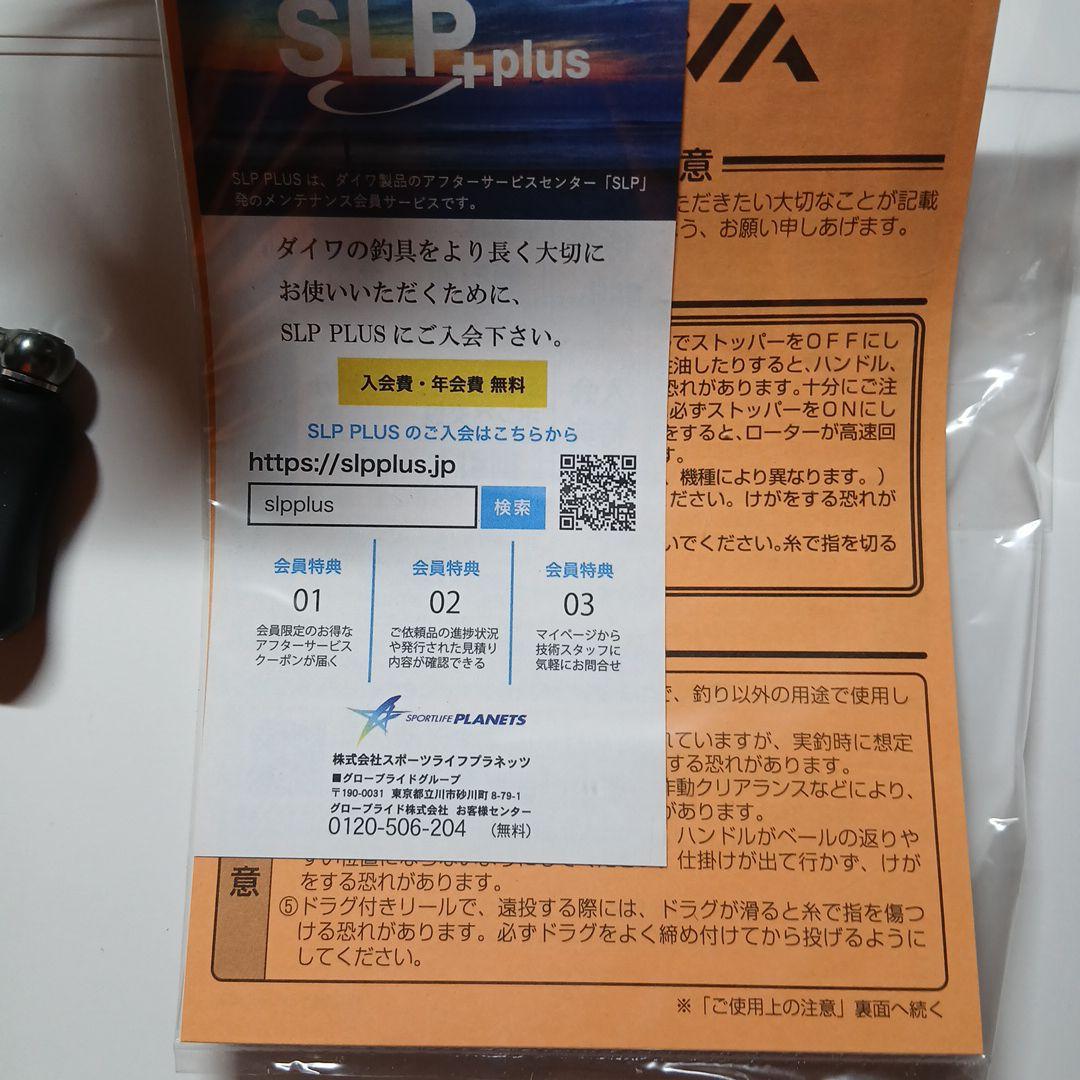 SLP+plus
SLP PLUS は、ダイワ製品のアフターサービスセンター「SLP」
発のメンテナンス会員サービスです。
ダイワの釣具をより長く大切に
お使いいただくために、
SLP PLUS にご入会下さい。
入会費・年会費 無料
SLP PLUS のご入会はこちらから
https://slpplus.jp
slpplus
検索
会員特典
01
会員限定のお得な
アフターサービス
クーポンが届く
会員特典
02
ご依頼品の進捗状況
や発行された見積り
内容が確認できる
会員特典
03
マイページから
技術スタッフに
気軽にお問合せ
SPORTLIFE PLANETS
株式会社スポーツライフプラネッツ
■グローブライドグループ
〒190-0031 東京都立川市砂川町 8-79-1
グローブライド株式会社 お客様センター
0120-506-204 （無料）
意
ただきたい大切なことが記載
う、お願い申しあげます。
でストッパーをOFFにし
注油したりすると、ハンドル、
恐れがあります。十分にご注
必ずストッパーをONにし
をすると、ローターが高速回
す。
、機種により異なります。）
ださい。けがをする恐れが
いでください。糸で指を切る
で、釣り以外の用途で使用し
れていますが、実釣時に想定
する恐れがあります。
作動クリアランスなどにより、
があります。
ハンドルがベールの返りや
仕掛けが出て行かず、けが
をする恐れがあります。
意
⑤ドラグ付きリールで、遠投する際には、ドラグが滑ると糸で指を傷つ
ける恐れがあります。必ずドラグをよく締め付けてから投げるように
してください。
※「ご使用上の注意」裏面へ続く